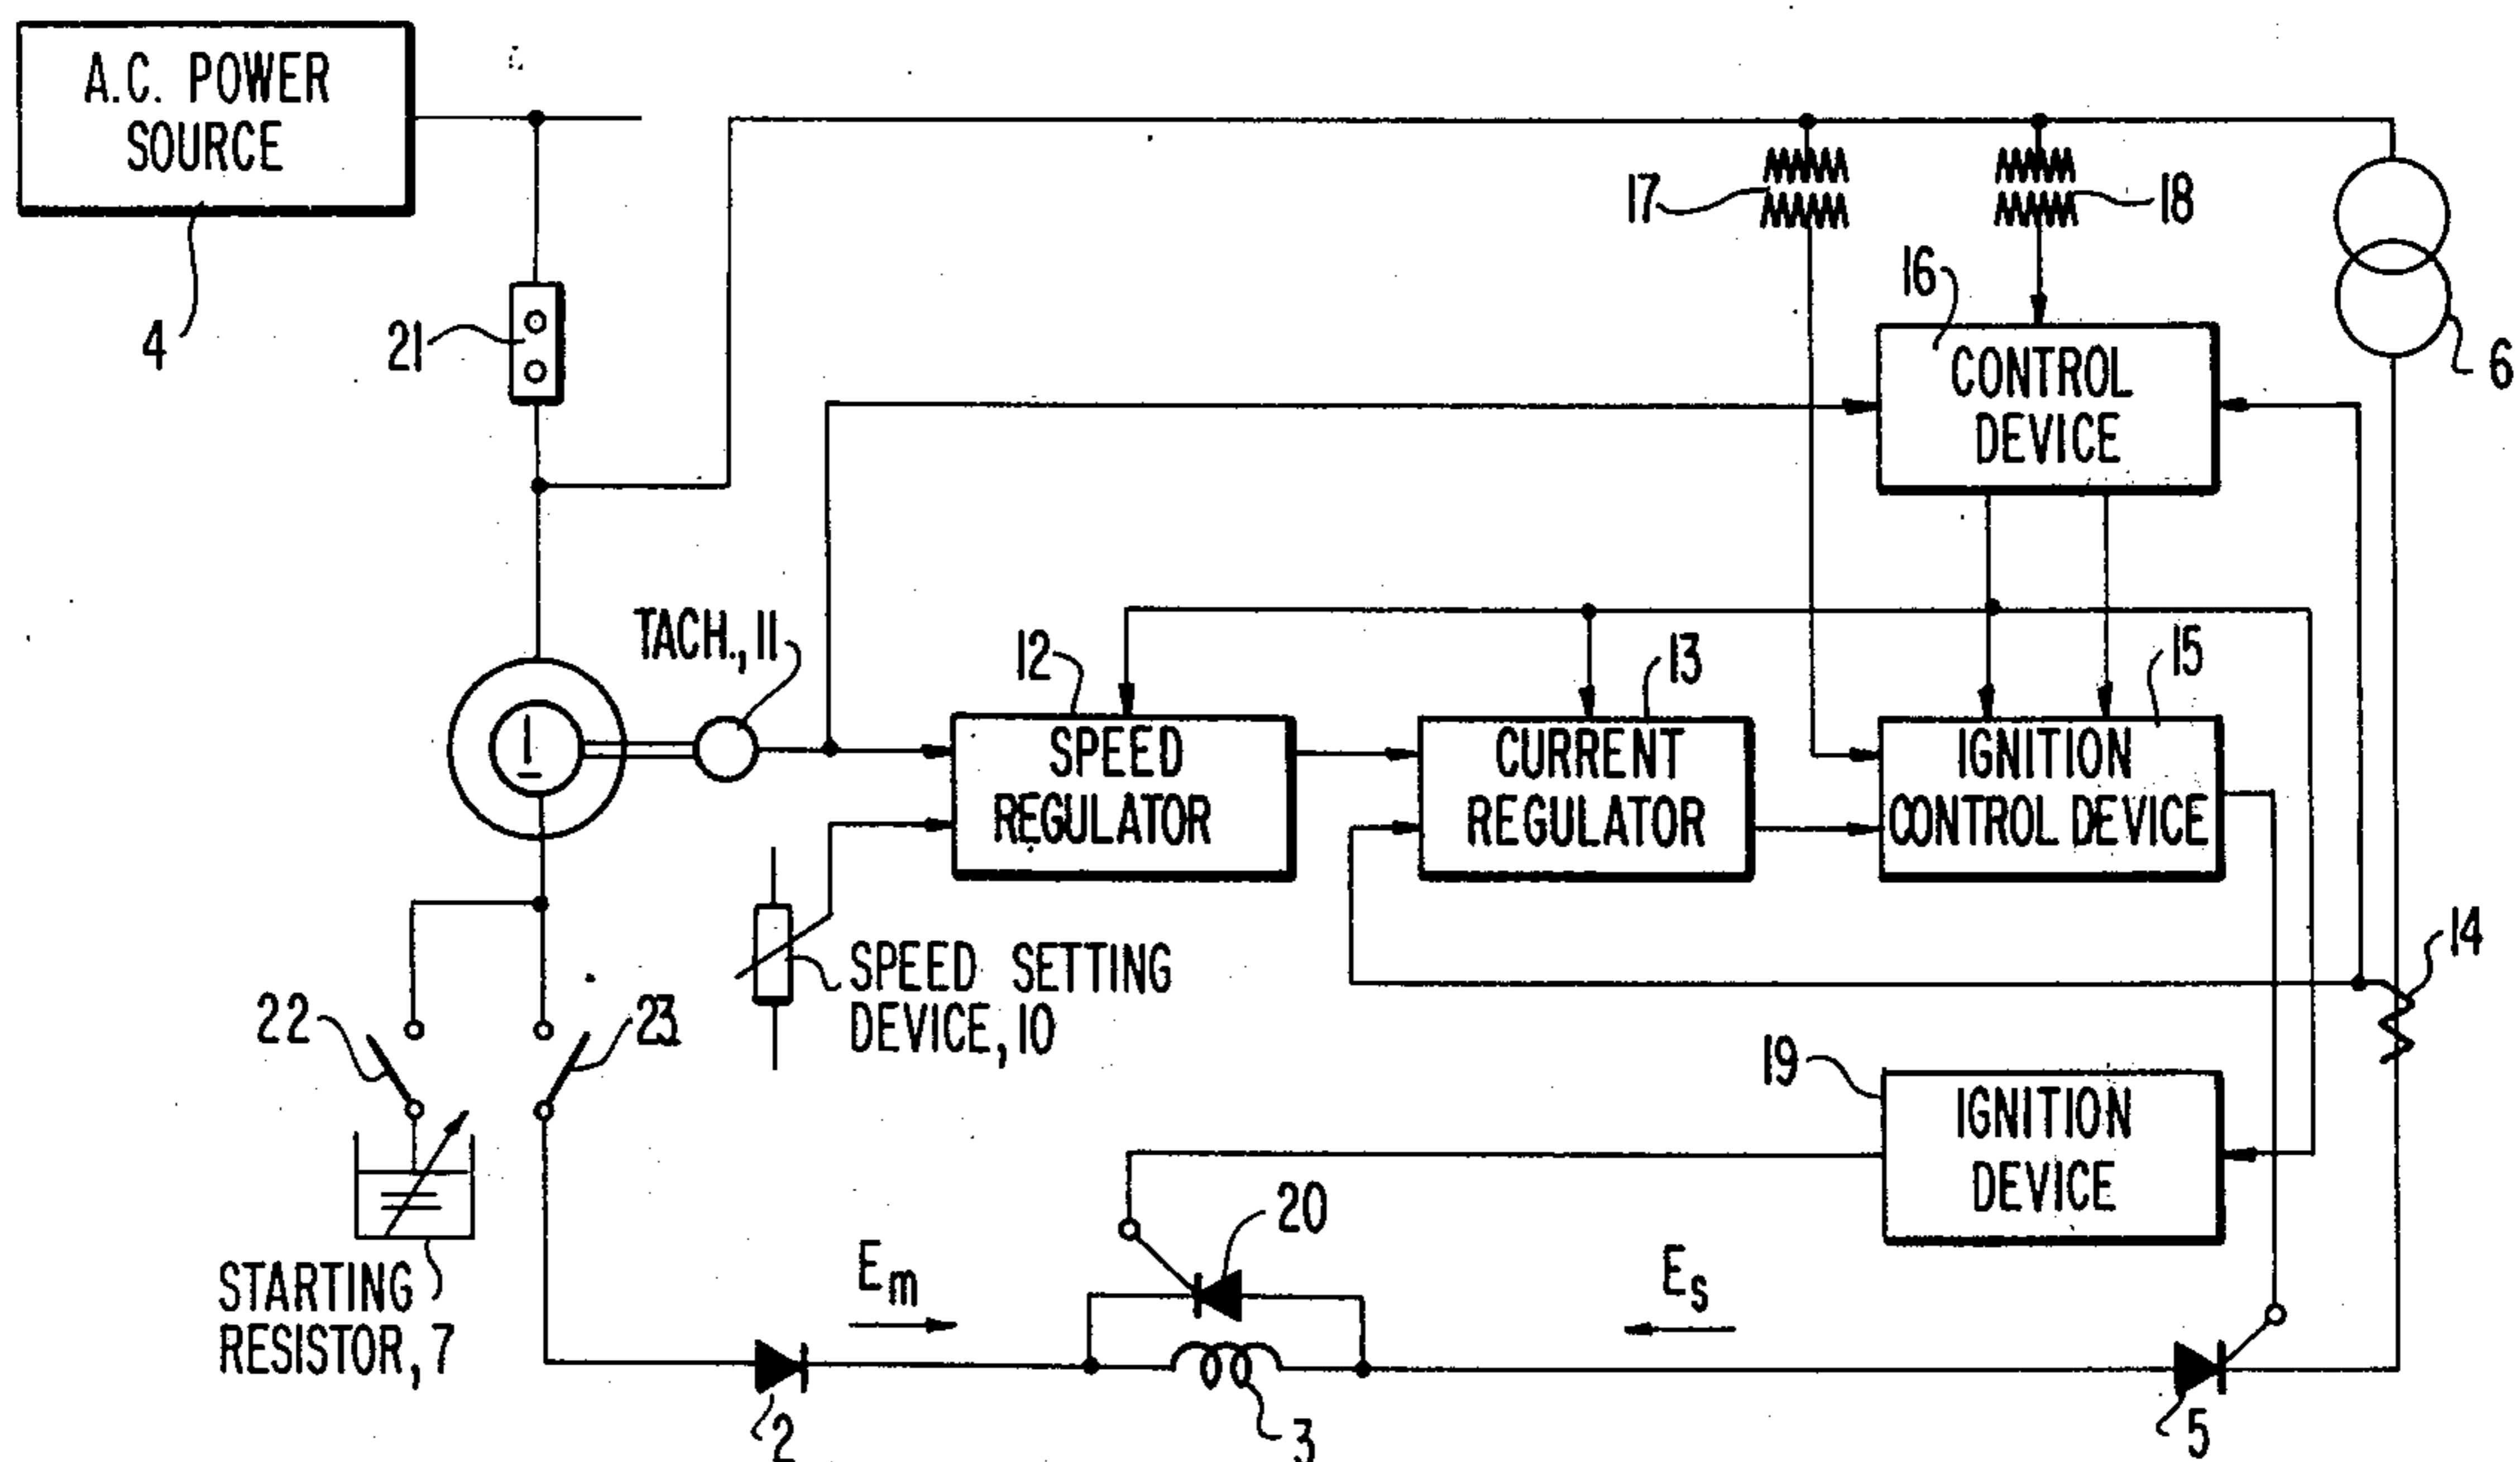 A.C. POWER
SOURCE
4
21
17
18
16
6
CONTROL
DEVICE
TACH., 11
12
13
15
1
SPEED
REGULATOR
CURRENT
REGULATOR
IGNITION
CONTROL DEVICE
14
SPEED SETTING
DEVICE, 10
22
23
19
IGNITION
DEVICE
20
STARTING
RESISTOR, 7
Em
Es
2
3
5